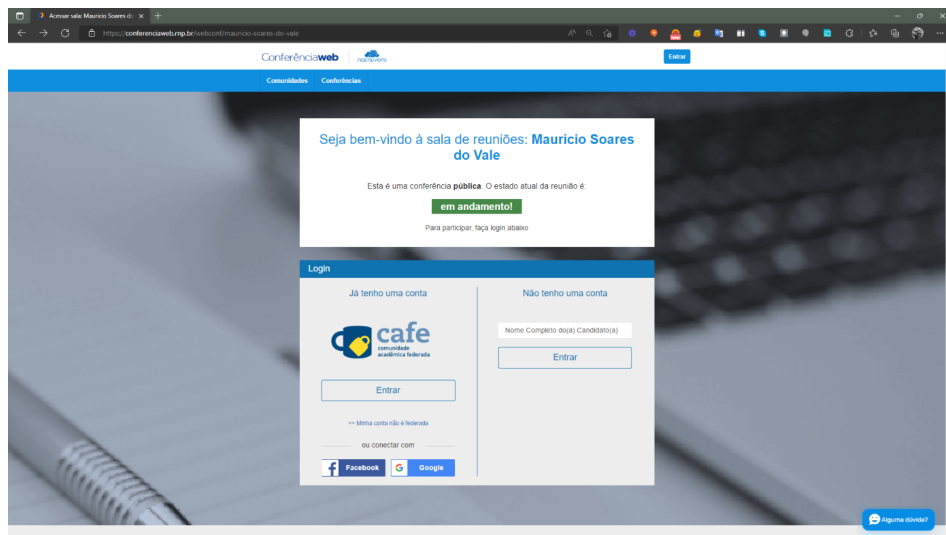 Acessar sala: Mauricio Soares do
https://conferenciaweb.rnp.br/webconf/mauricio-soares-do-vale
Conferênciaweb
nas nuvens
Entrar
Comunidades Conferências
Seja bem-vindo à sala de reuniões: Mauricio Soares
do Vale
Esta é uma conferência pública. O estado atual da reunião é:
em andamento!
Para participar, faça login abaixo
Login
Já tenho uma conta
cafe
comunidade
acadêmica federada
Entrar
>> Minha conta não é federada
ou conectar com
Facebook
Google
Não tenho uma conta
Nome Completo do(a) Candidato(a)
Entrar
Alguma dúvida?